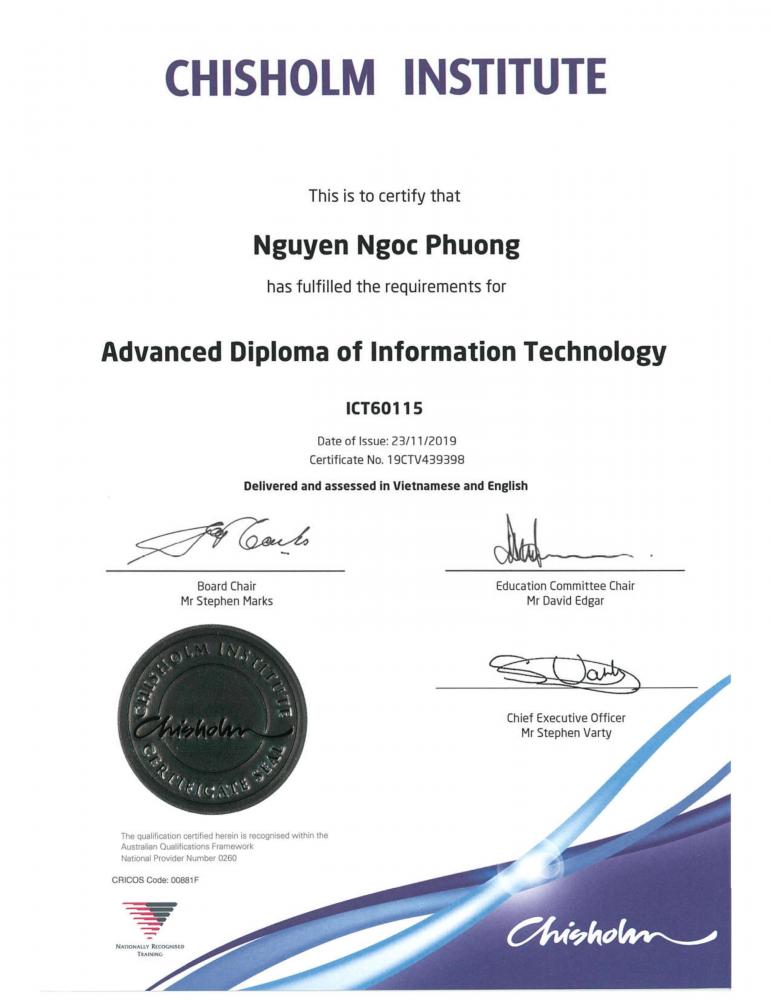 CHISHOLM INSTITUTE
This is to certify that
Nguyen Ngoc Phuong
has fulfilled the requirements for
Advanced Diploma of Information Technology
ICT60115
Date of Issue: 23/11/2019
Certificate No. 19CTV439398
Delivered and assessed in Vietnamese and English
Board Chair
Mr Stephen Marks
Education Committee Chair
Mr David Edgar
CHISHOLM INSTITUTE
Chisholm
CERTIFICATE SEAL
Chief Executive Officer
Mr Stephen Varty
The qualification certified herein is recognised within the
Australian Qualifications Framework
National Provider Number 0260
CRICOS Code: 00881F
NATIONALLY RECOGNISED
TRAINING
Chisholm